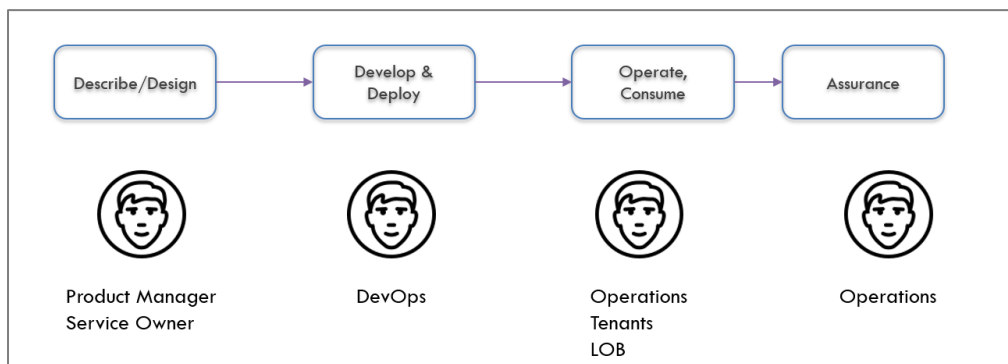 Describe/Design
Develop &
Deploy
Operate,
Consume
Assurance
Product Manager
Service Owner
DevOps
Operations
Tenants
LOB
Operations